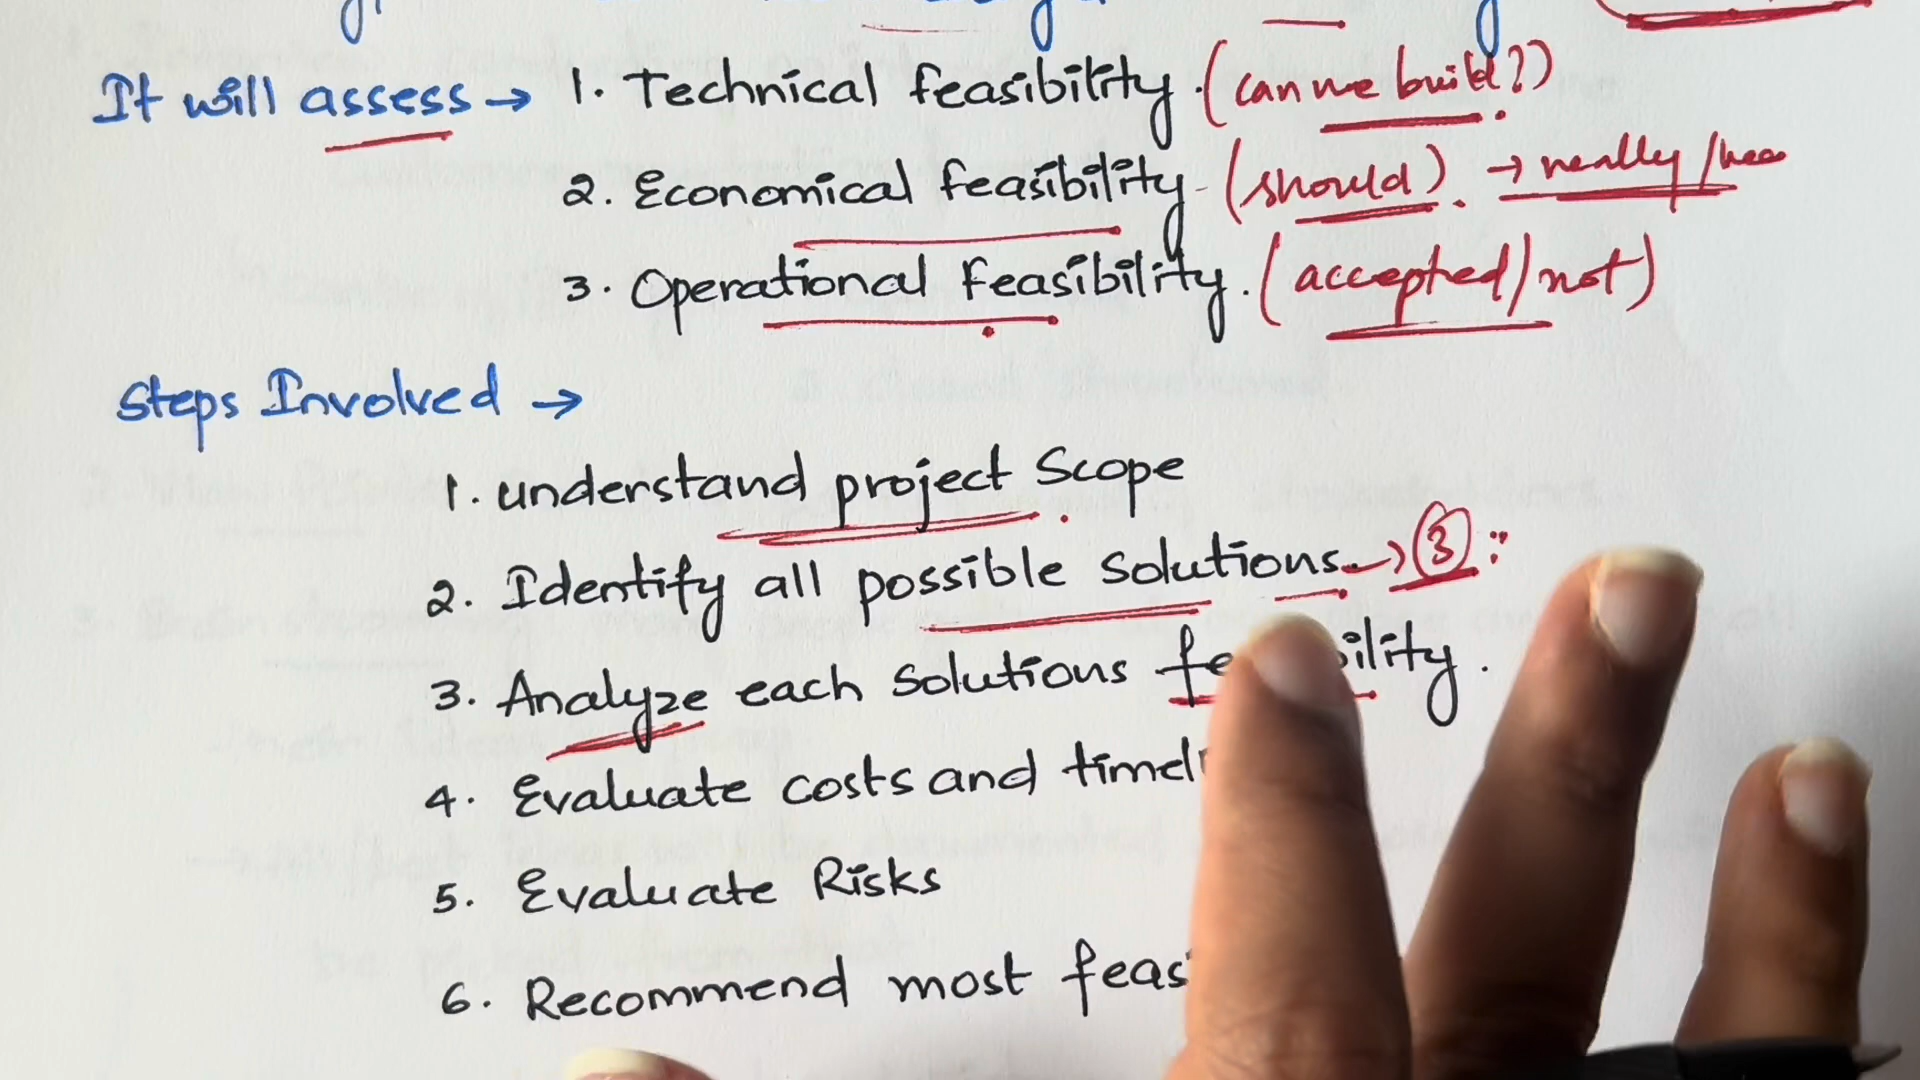 It will assess → 1. Technical feasibility. (can we build?)
2. Economical feasibility - (should). → really /
3. Operational feasibility. (accepted/not)
Steps Involved →
1. understand project Scope
2. Identify all possible solutions. → 3 :
3. Analyze each solutions
4. Evaluate costs and
5. Evaluate Risks
6. Recommend most